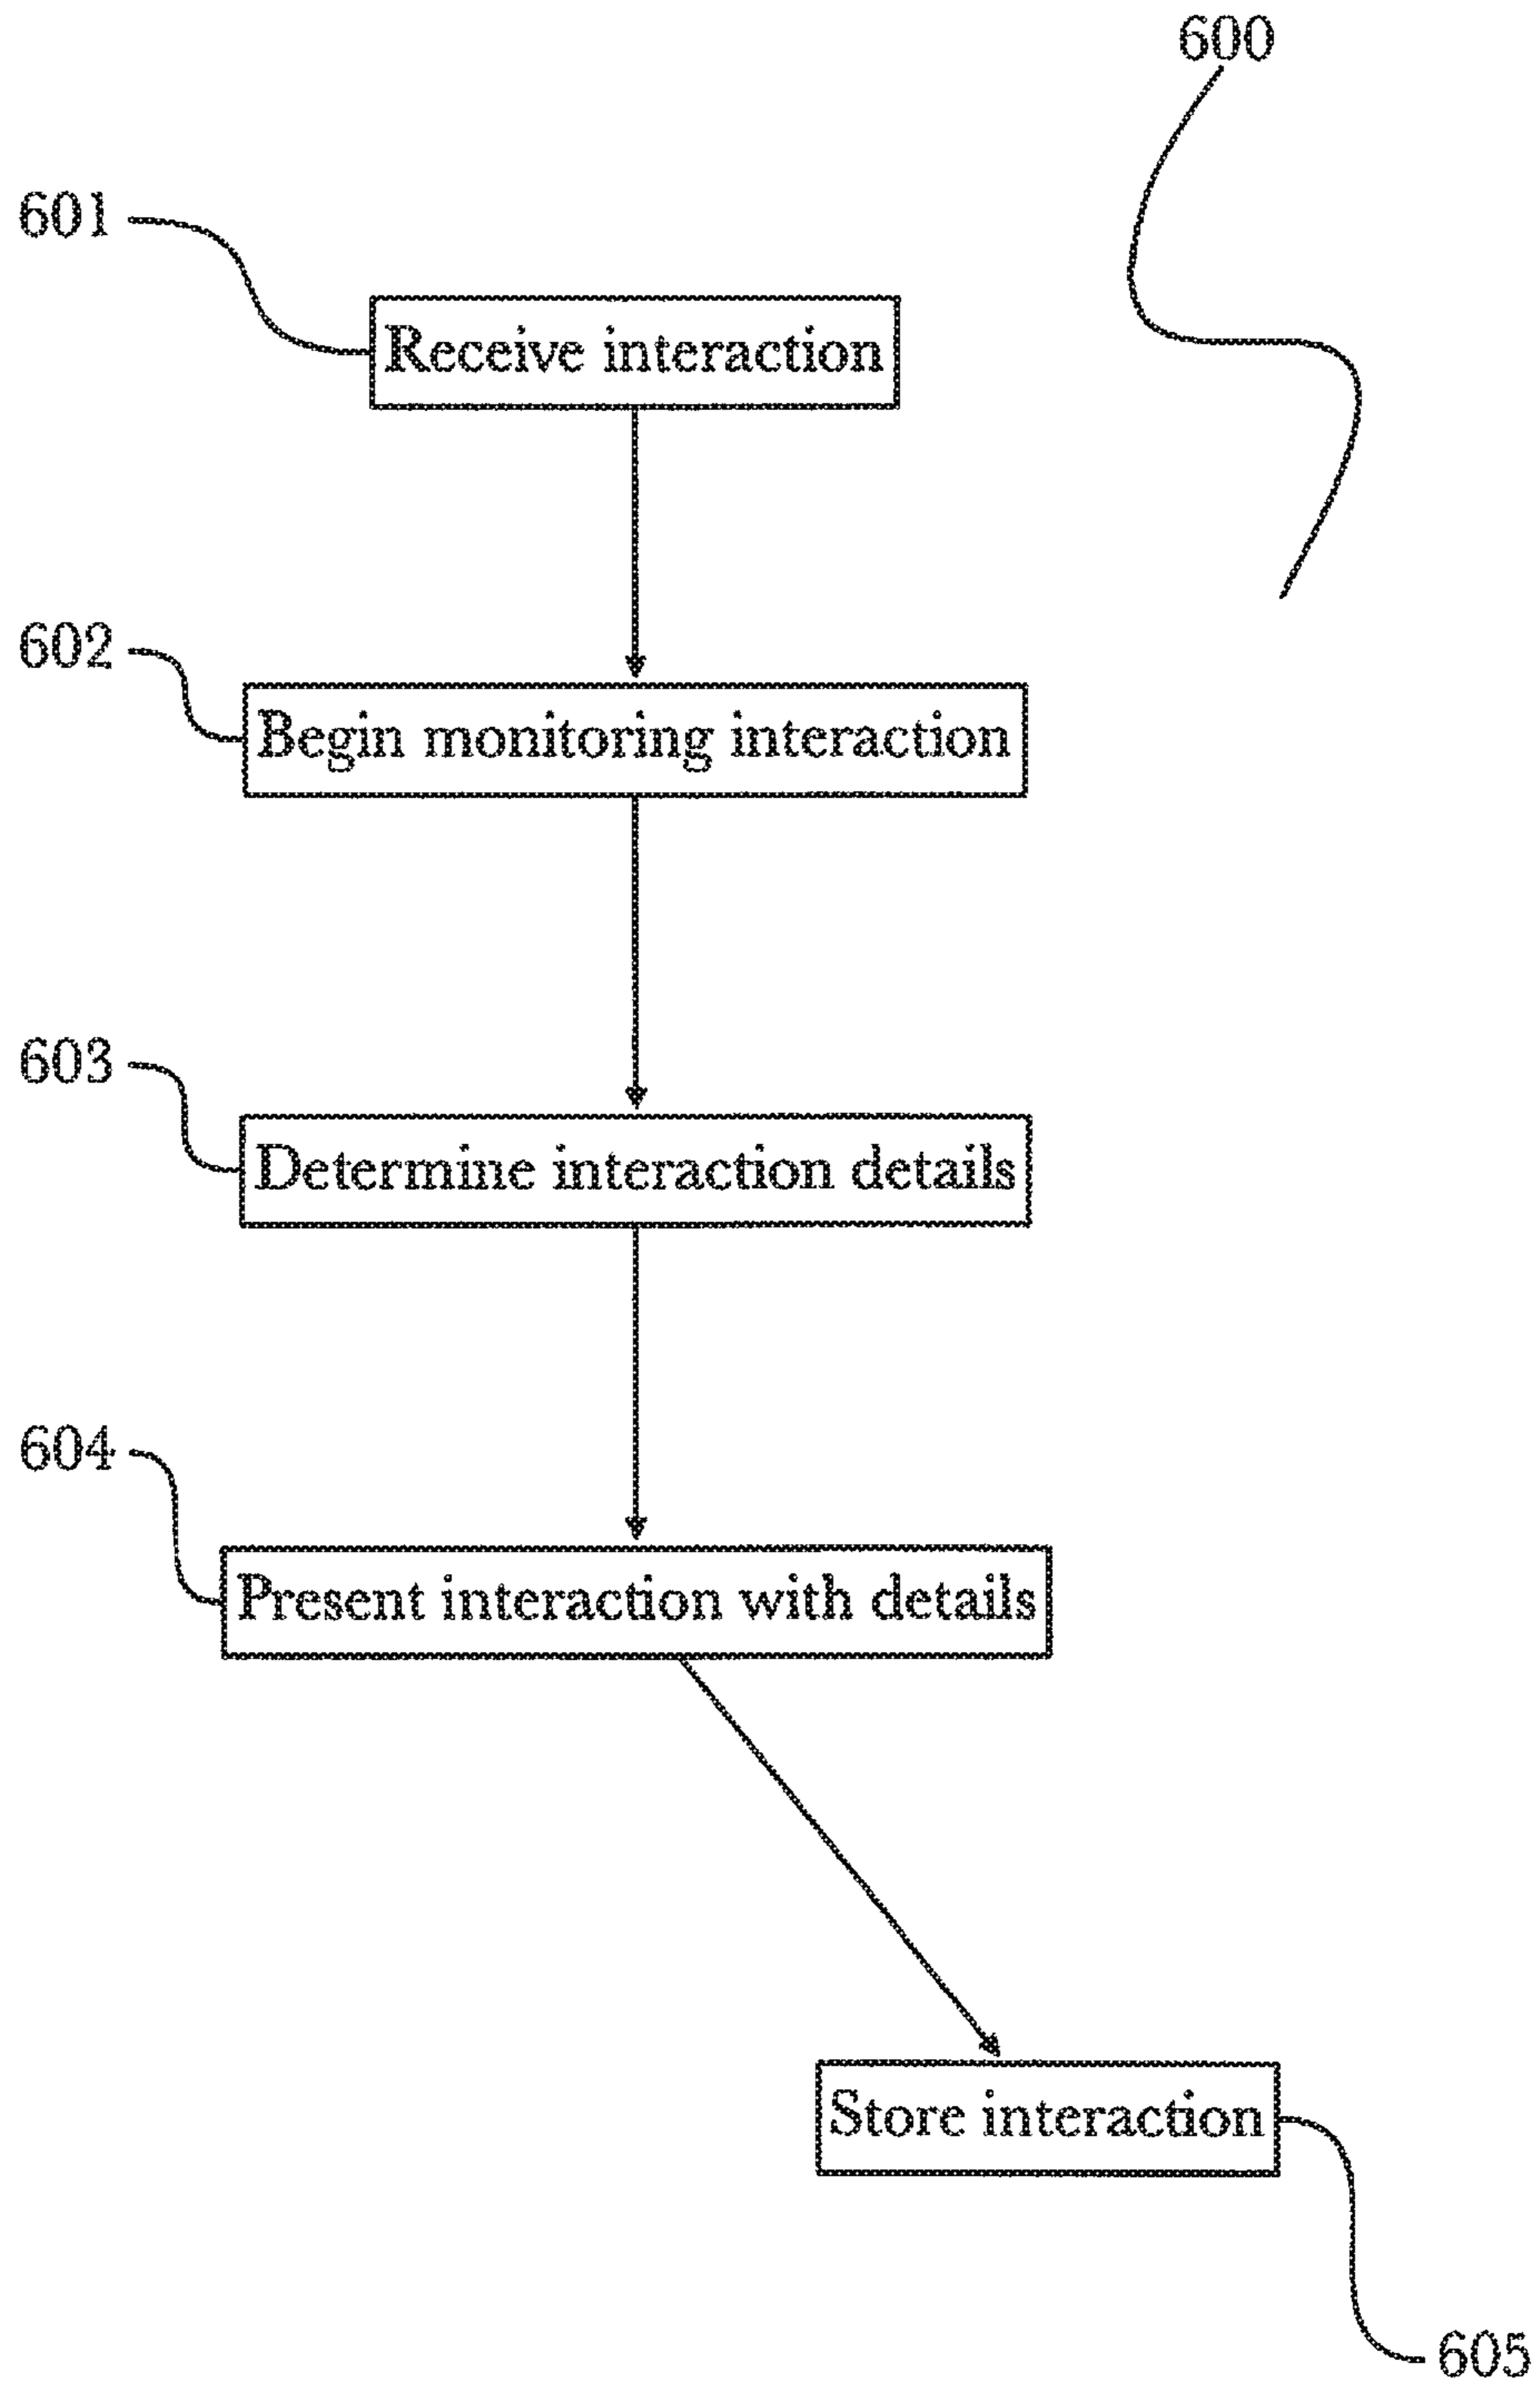 600
601
Receive interaction
602
Begin monitoring interaction
603
Determine interaction details
604
Present interaction with details
Store interaction
605